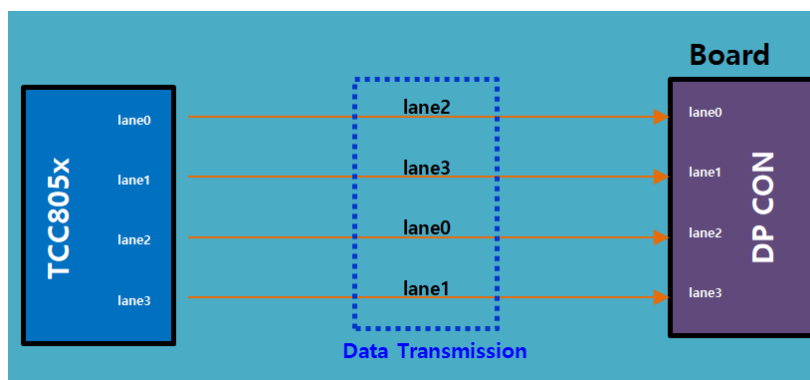 Board
TCC805x
lane0
lane1
lane2
lane3
lane2
lane3
lane0
lane1
Data Transmission
lane0
lane1
lane2
lane3
DP CON